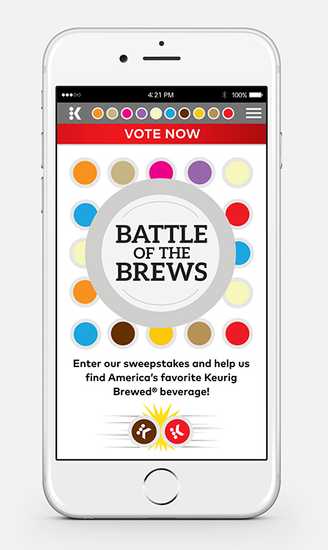 4:21 PM 100%
K
VOTE NOW
BATTLE
OF THE
BREWS
Enter our sweepstakes and help us
find America's favorite Keurig
Brewed® beverage!
K K